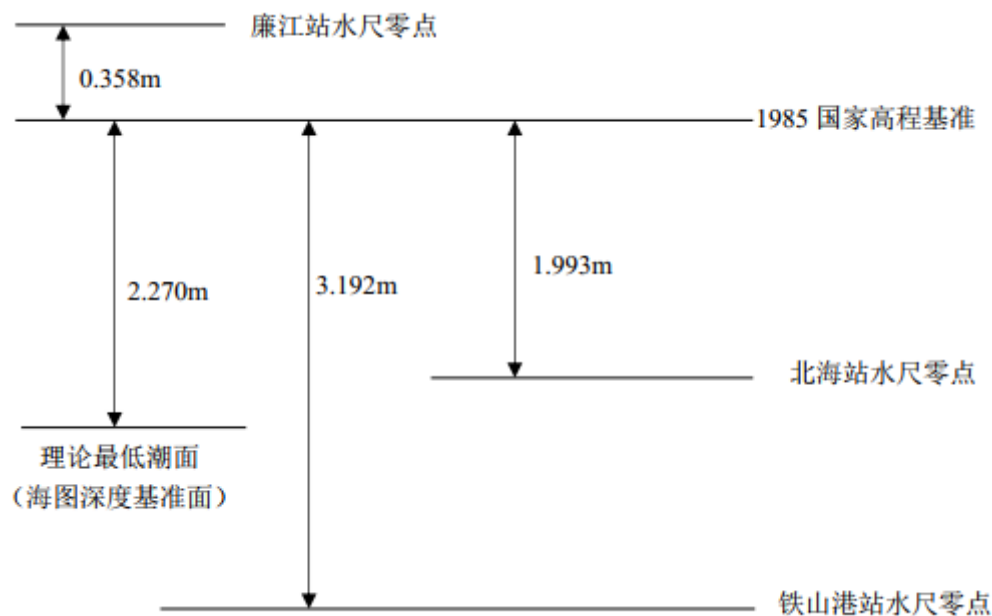 廉江站水尺零点
0.358m
1985 国家高程基准
1.993m
2.270m
3.192m
北海站水尺零点
理论最低潮面
（海图深度基准面）
铁山港站水尺零点